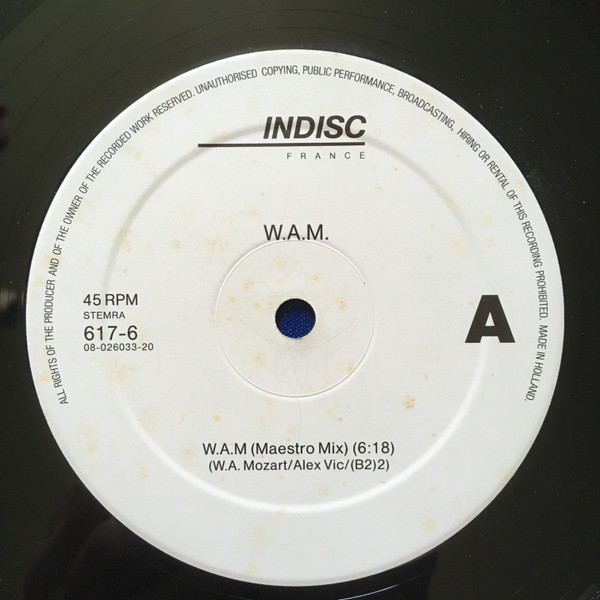 ALL RIGHTS OF THE PRODUCER AND OF THE OWNER OF THE RECORDED WORK RESERVED. UNAUTHORISED COPYING, PUBLIC PERFORMANCE, BROADCASTING, HIRING OR RENTAL OF THIS RECORDING PROHIBITED. MADE IN HOLLAND.
INDISC
FRANCE
W.A.M.
45 RPM
STEMRA
617-6
08-026033-20
A
W.A.M (Maestro Mix) (6:18)
(W.A. Mozart/Alex Vic/(B2)2)